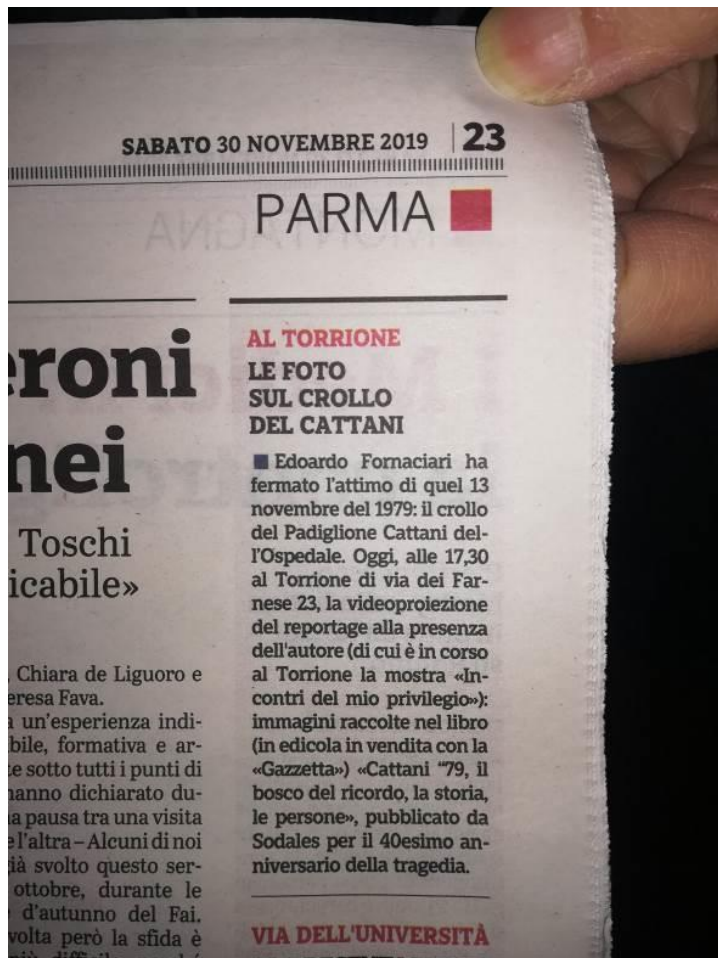 SABATO 30 NOVEMBRE 2019 23
PARMA
eroni
nei
Toschi
icabile»
, Chiara de Liguoro e
eresa Fava.
a un'esperienza indi-
bile, formativa e ar-
te sotto tutti i punti di
hanno dichiarato du-
na pausa tra una visita
e l'altra – Alcuni di noi
già svolto questo ser-
ottobre, durante le
d'autunno del Fai.
volta però la sfida è
AL TORRIONE
LE FOTO
SUL CROLLO
DEL CATTANI
Edoardo Fornaciari ha
fermato l'attimo di quel 13
novembre del 1979: il crollo
del Padiglione Cattani del-
l'Ospedale. Oggi, alle 17,30
al Torrione di via dei Far-
nese 23, la videoproiezione
del reportage alla presenza
dell'autore (di cui è in corso
al Torrione la mostra «In-
contri del mio privilegio»):
immagini raccolte nel libro
(in edicola in vendita con la
«Gazzetta») «Cattani “79, il
bosco del ricordo, la storia,
le persone», pubblicato da
Sodales per il 40esimo an-
niversario della tragedia.
VIA DELL'UNIVERSITÀ